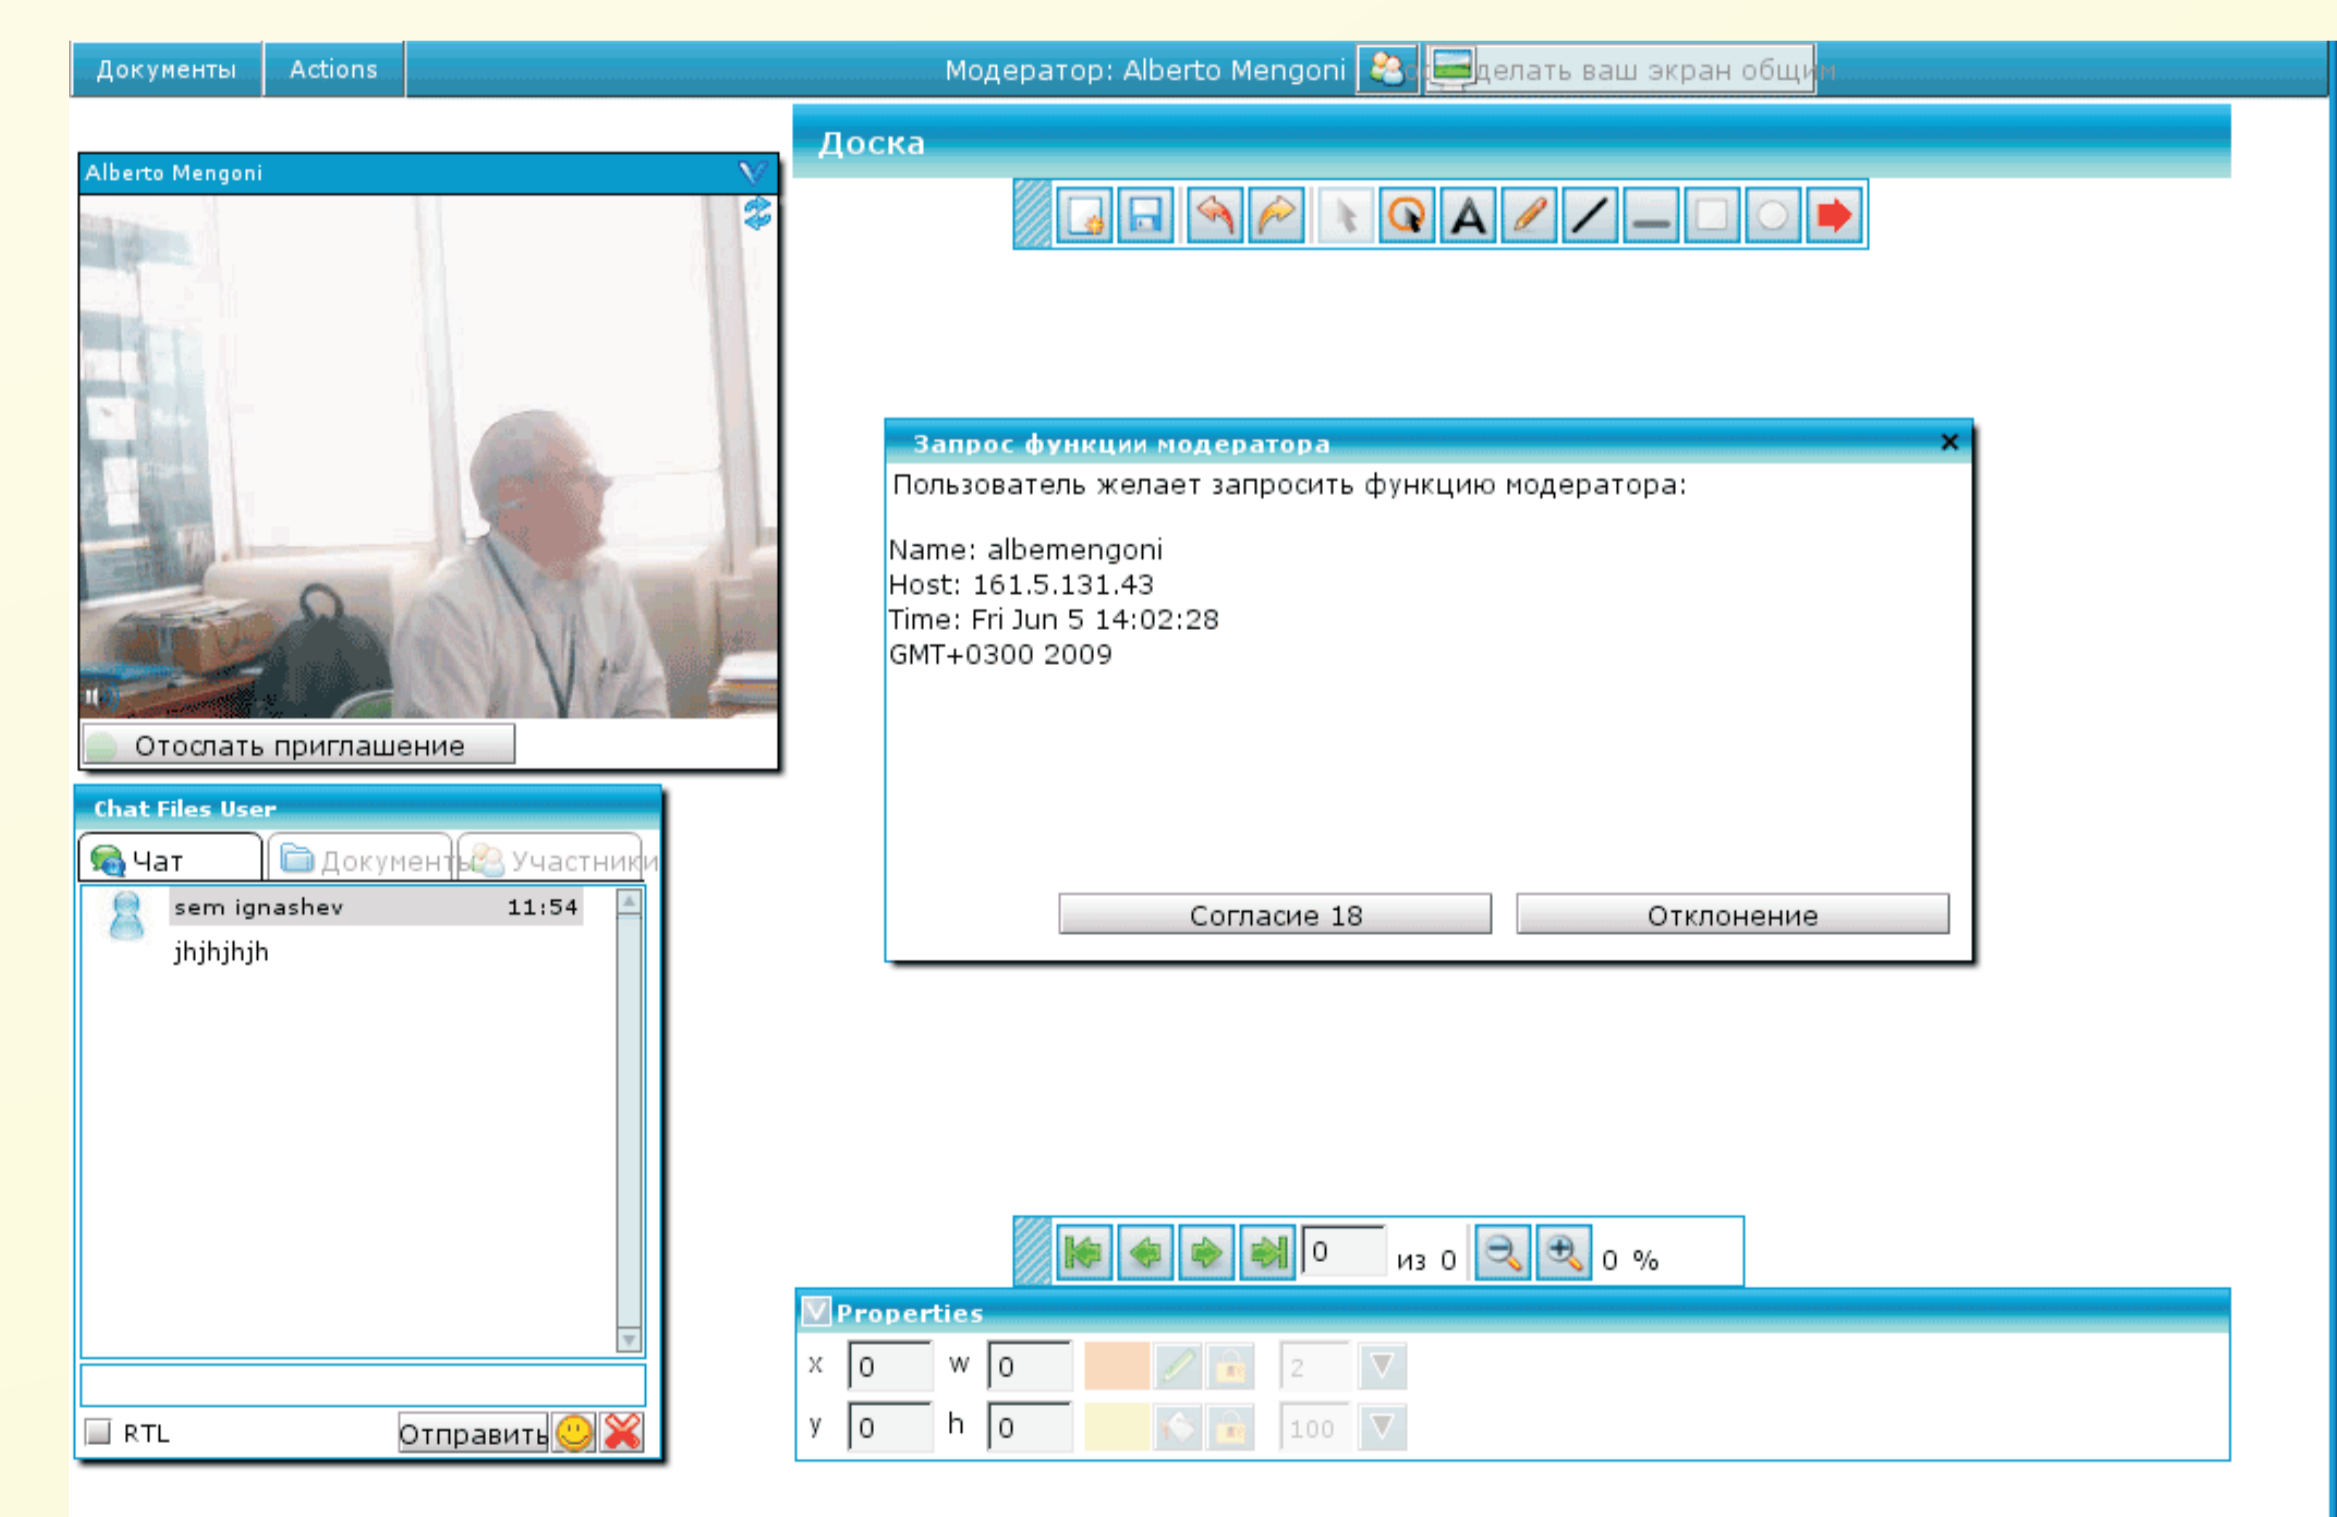 Документы Actions Модератор: Alberto Mengoni делать ваш экран общим
Доска
Alberto Mengoni
Отослать приглашение
Запрос функции модератора
Пользователь желает запросить функцию модератора:
Name: albemengoni
Host: 161.5.131.43
Time: Fri Jun 5 14:02:28
GMT+0300 2009
Согласие 18 Отклонение
Chat Files User
Чат Документы Участники
sem ignashev 11:54
jhjhjhjh
RTL Отправить
0 из 0 0 %
Properties
x 0 w 0 2
y 0 h 0 100